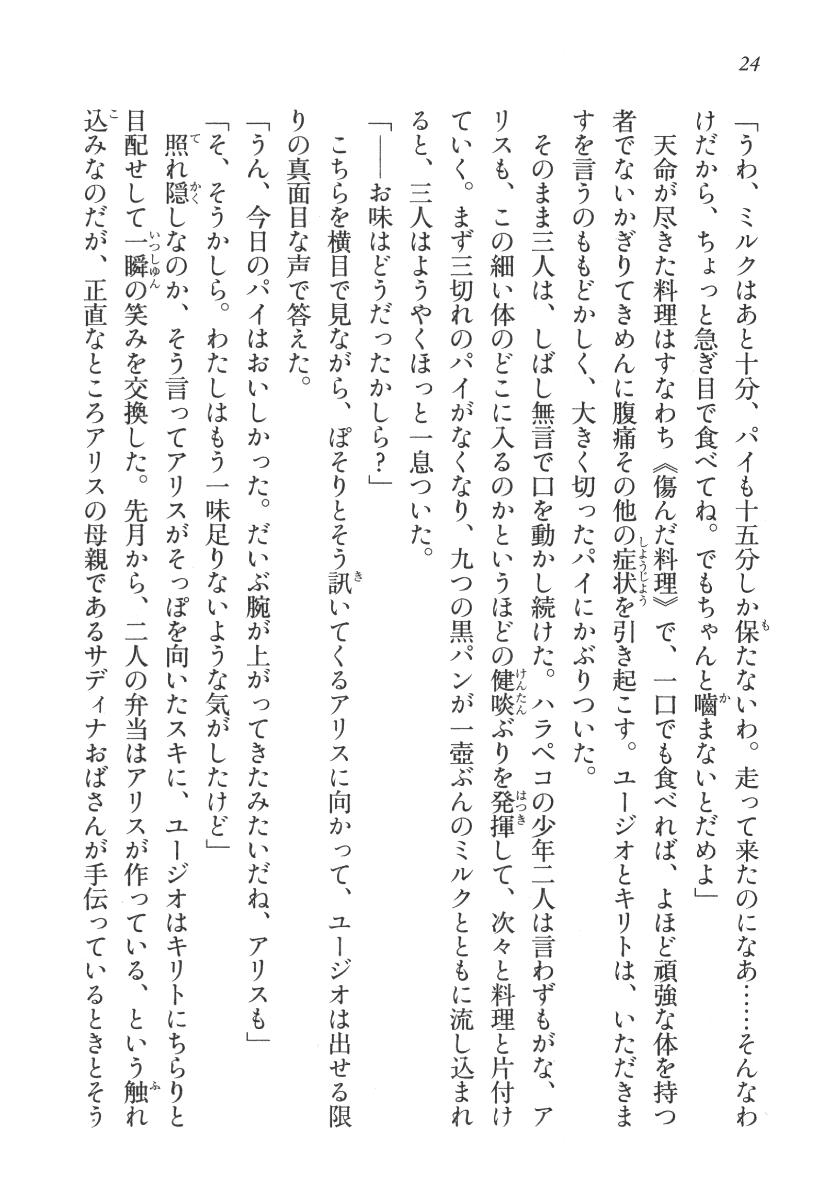 24
「うわ、ミルクはあと十分、パイも十五分しか保たないわ。走って来たのになあ……そんなわ
けだから、ちょっと急ぎ目で食べてね。でもちゃんと嚙まないとだめよ」
　天命が尽きた料理はすなわち《傷んだ料理》で、一口でも食べれば、よほど頑強な体を持つ
者でないかぎりてきめんに腹痛その他の症状を引き起こす。ユージオとキリトは、いただきま
すを言うのももどかしく、大きく切ったパイにかぶりついた。
　そのまま三人は、しばし無言で口を動かし続けた。ハラペコの少年二人は言わずもがな、ア
リスも、この細い体のどこに入るのかというほどの健啖ぶりを発揮して、次々と料理と片付け
ていく。まず三切れのパイがなくなり、九つの黒パンが一壺ぶんのミルクとともに流し込まれ
ると、三人はようやくほっと一息ついた。
「――お味はどうだったかしら？」
　こちらを横目で見ながら、ぽそりとそう訊いてくるアリスに向かって、ユージオは出せる限
りの真面目な声で答えた。
「うん、今日のパイはおいしかった。だいぶ腕が上がってきたみたいだね、アリスも」
「そ、そうかしら。わたしはもう一味足りないような気がしたけど」
　照れ隠しなのか、そう言ってアリスがそっぽを向いたスキに、ユージオはキリトにちらりと
目配せして一瞬の笑みを交換した。先月から、二人の弁当はアリスが作っている、という触れ
込みなのだが、正直なところアリスの母親であるサディナおばさんが手伝っているときとそう